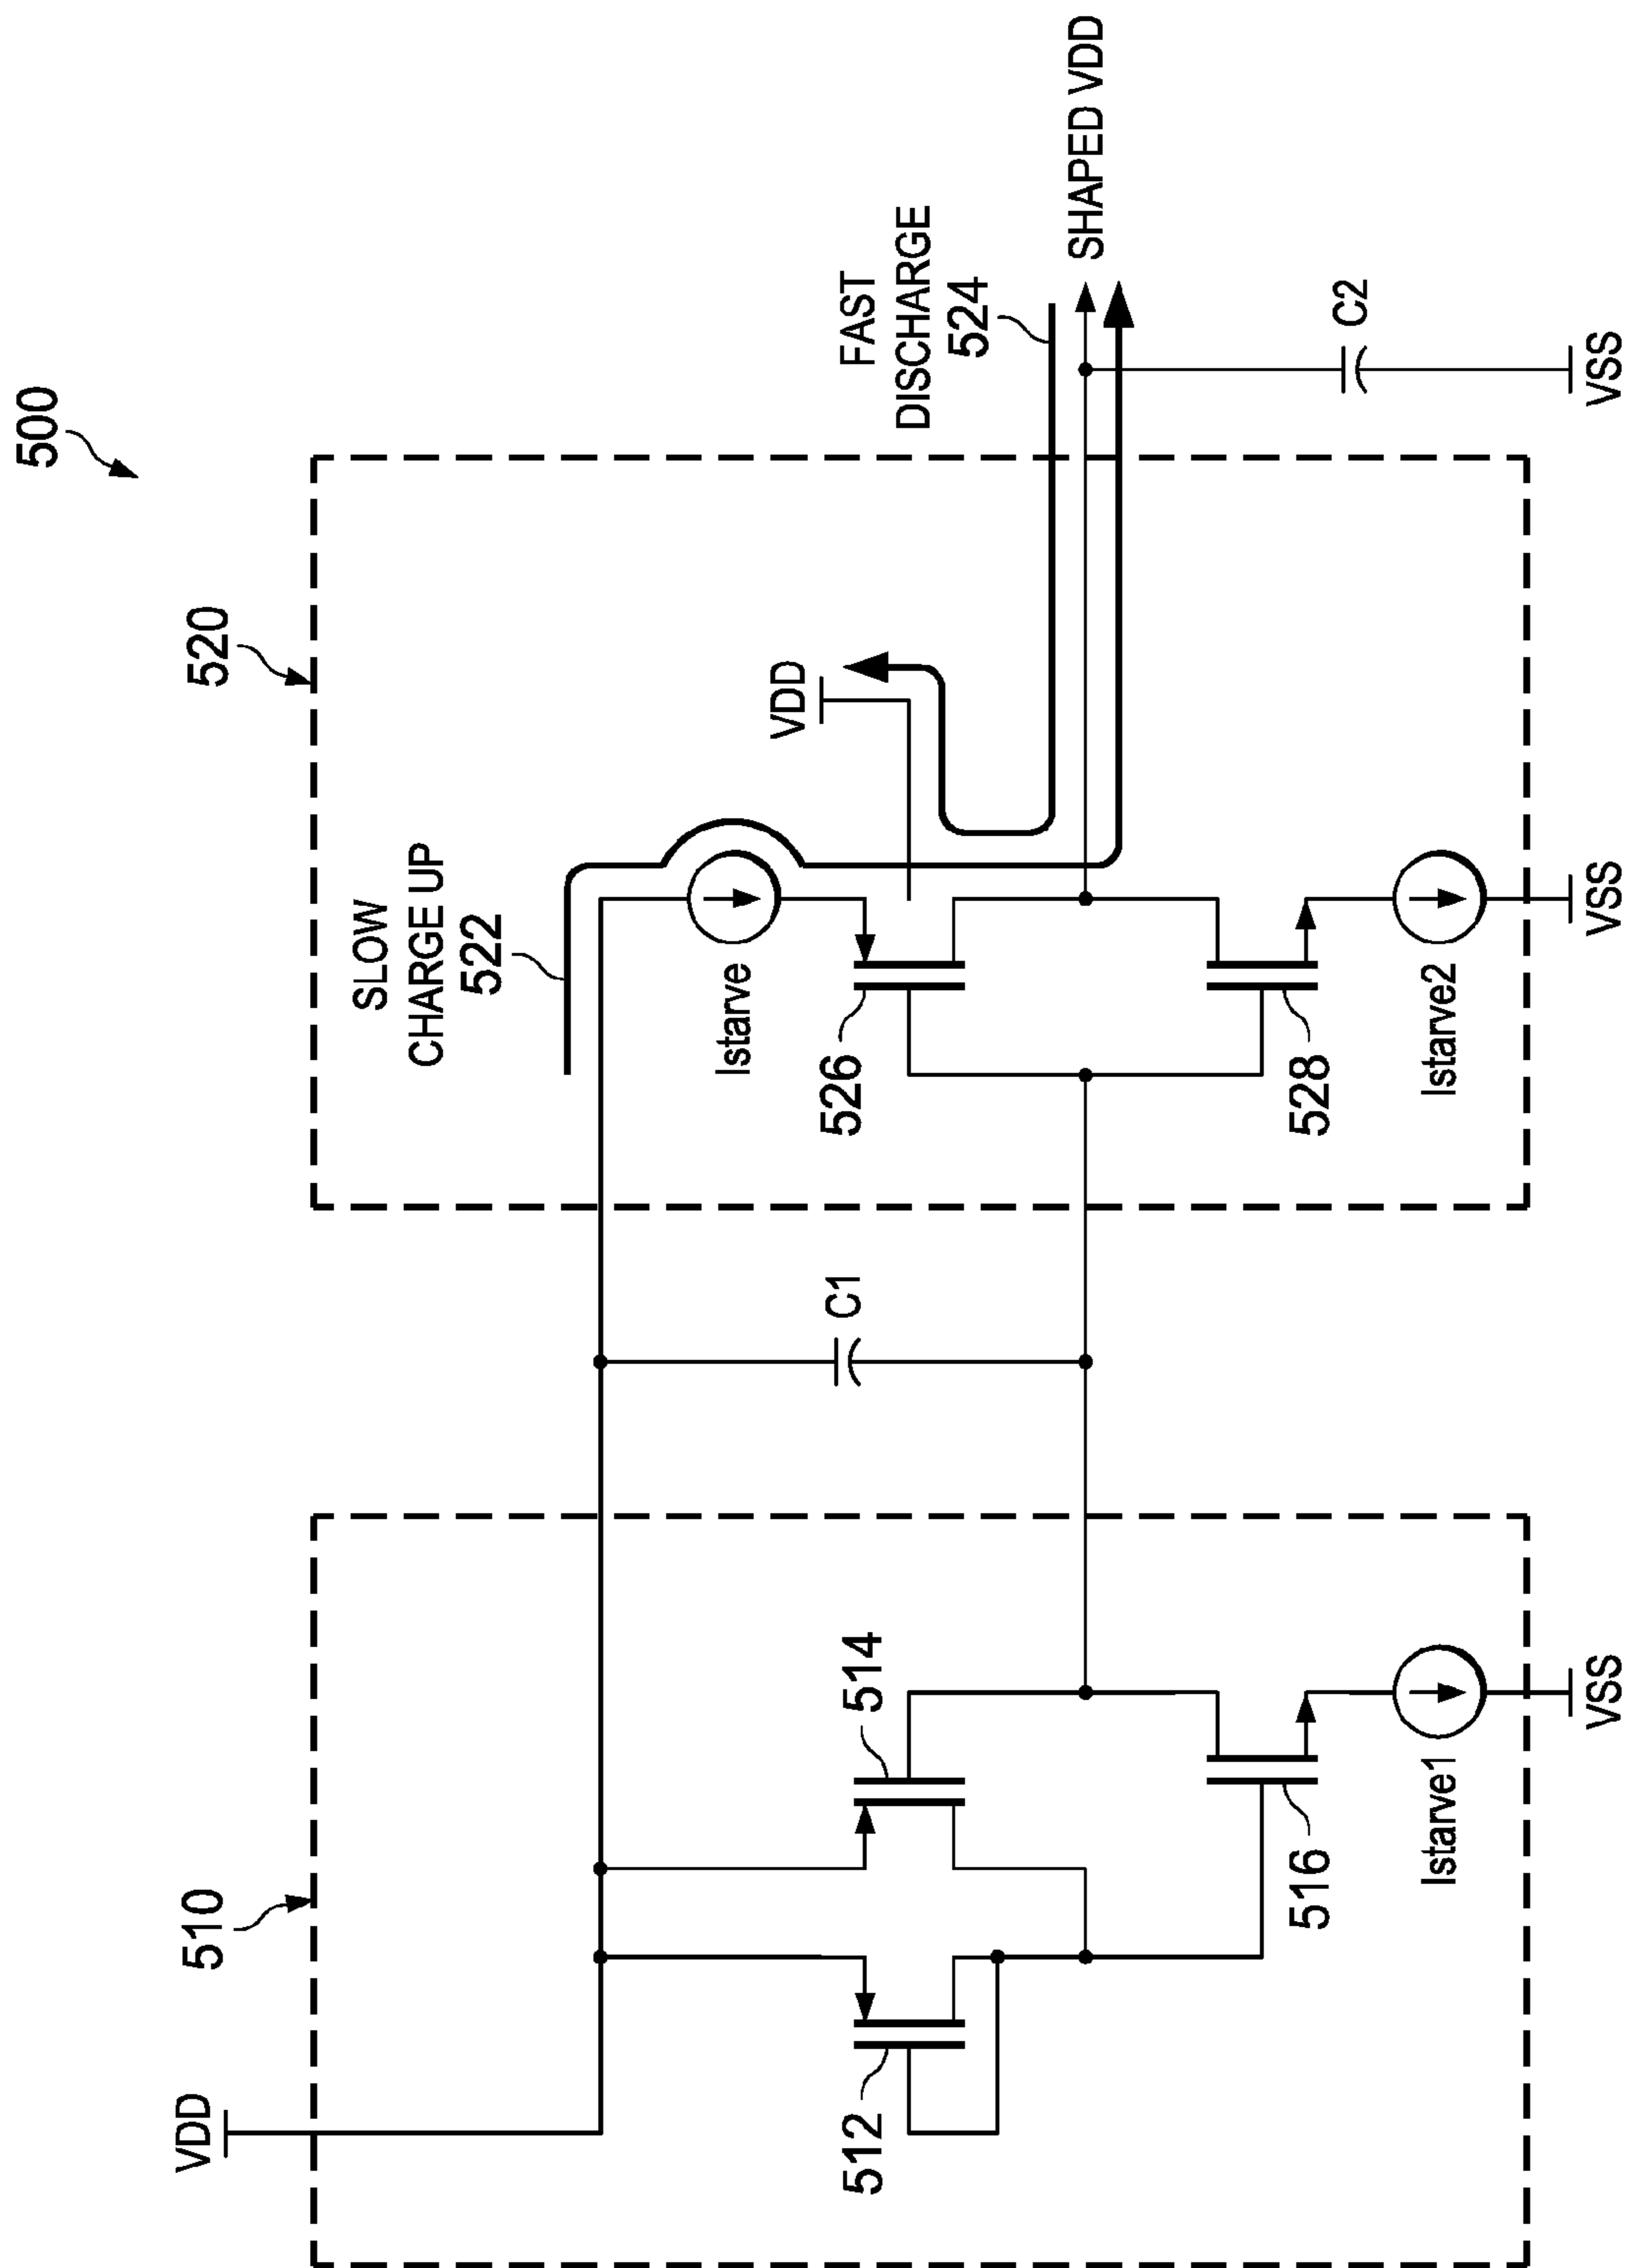 500
510
520
VDD
SLOW
CHARGE UP
522
VDD
FAST
DISCHARGE
524
SHAPED VDD
512
514
C1
Istarve
526
516
528
C2
Istarve1
Istarve2
VSS
VSS
VSS